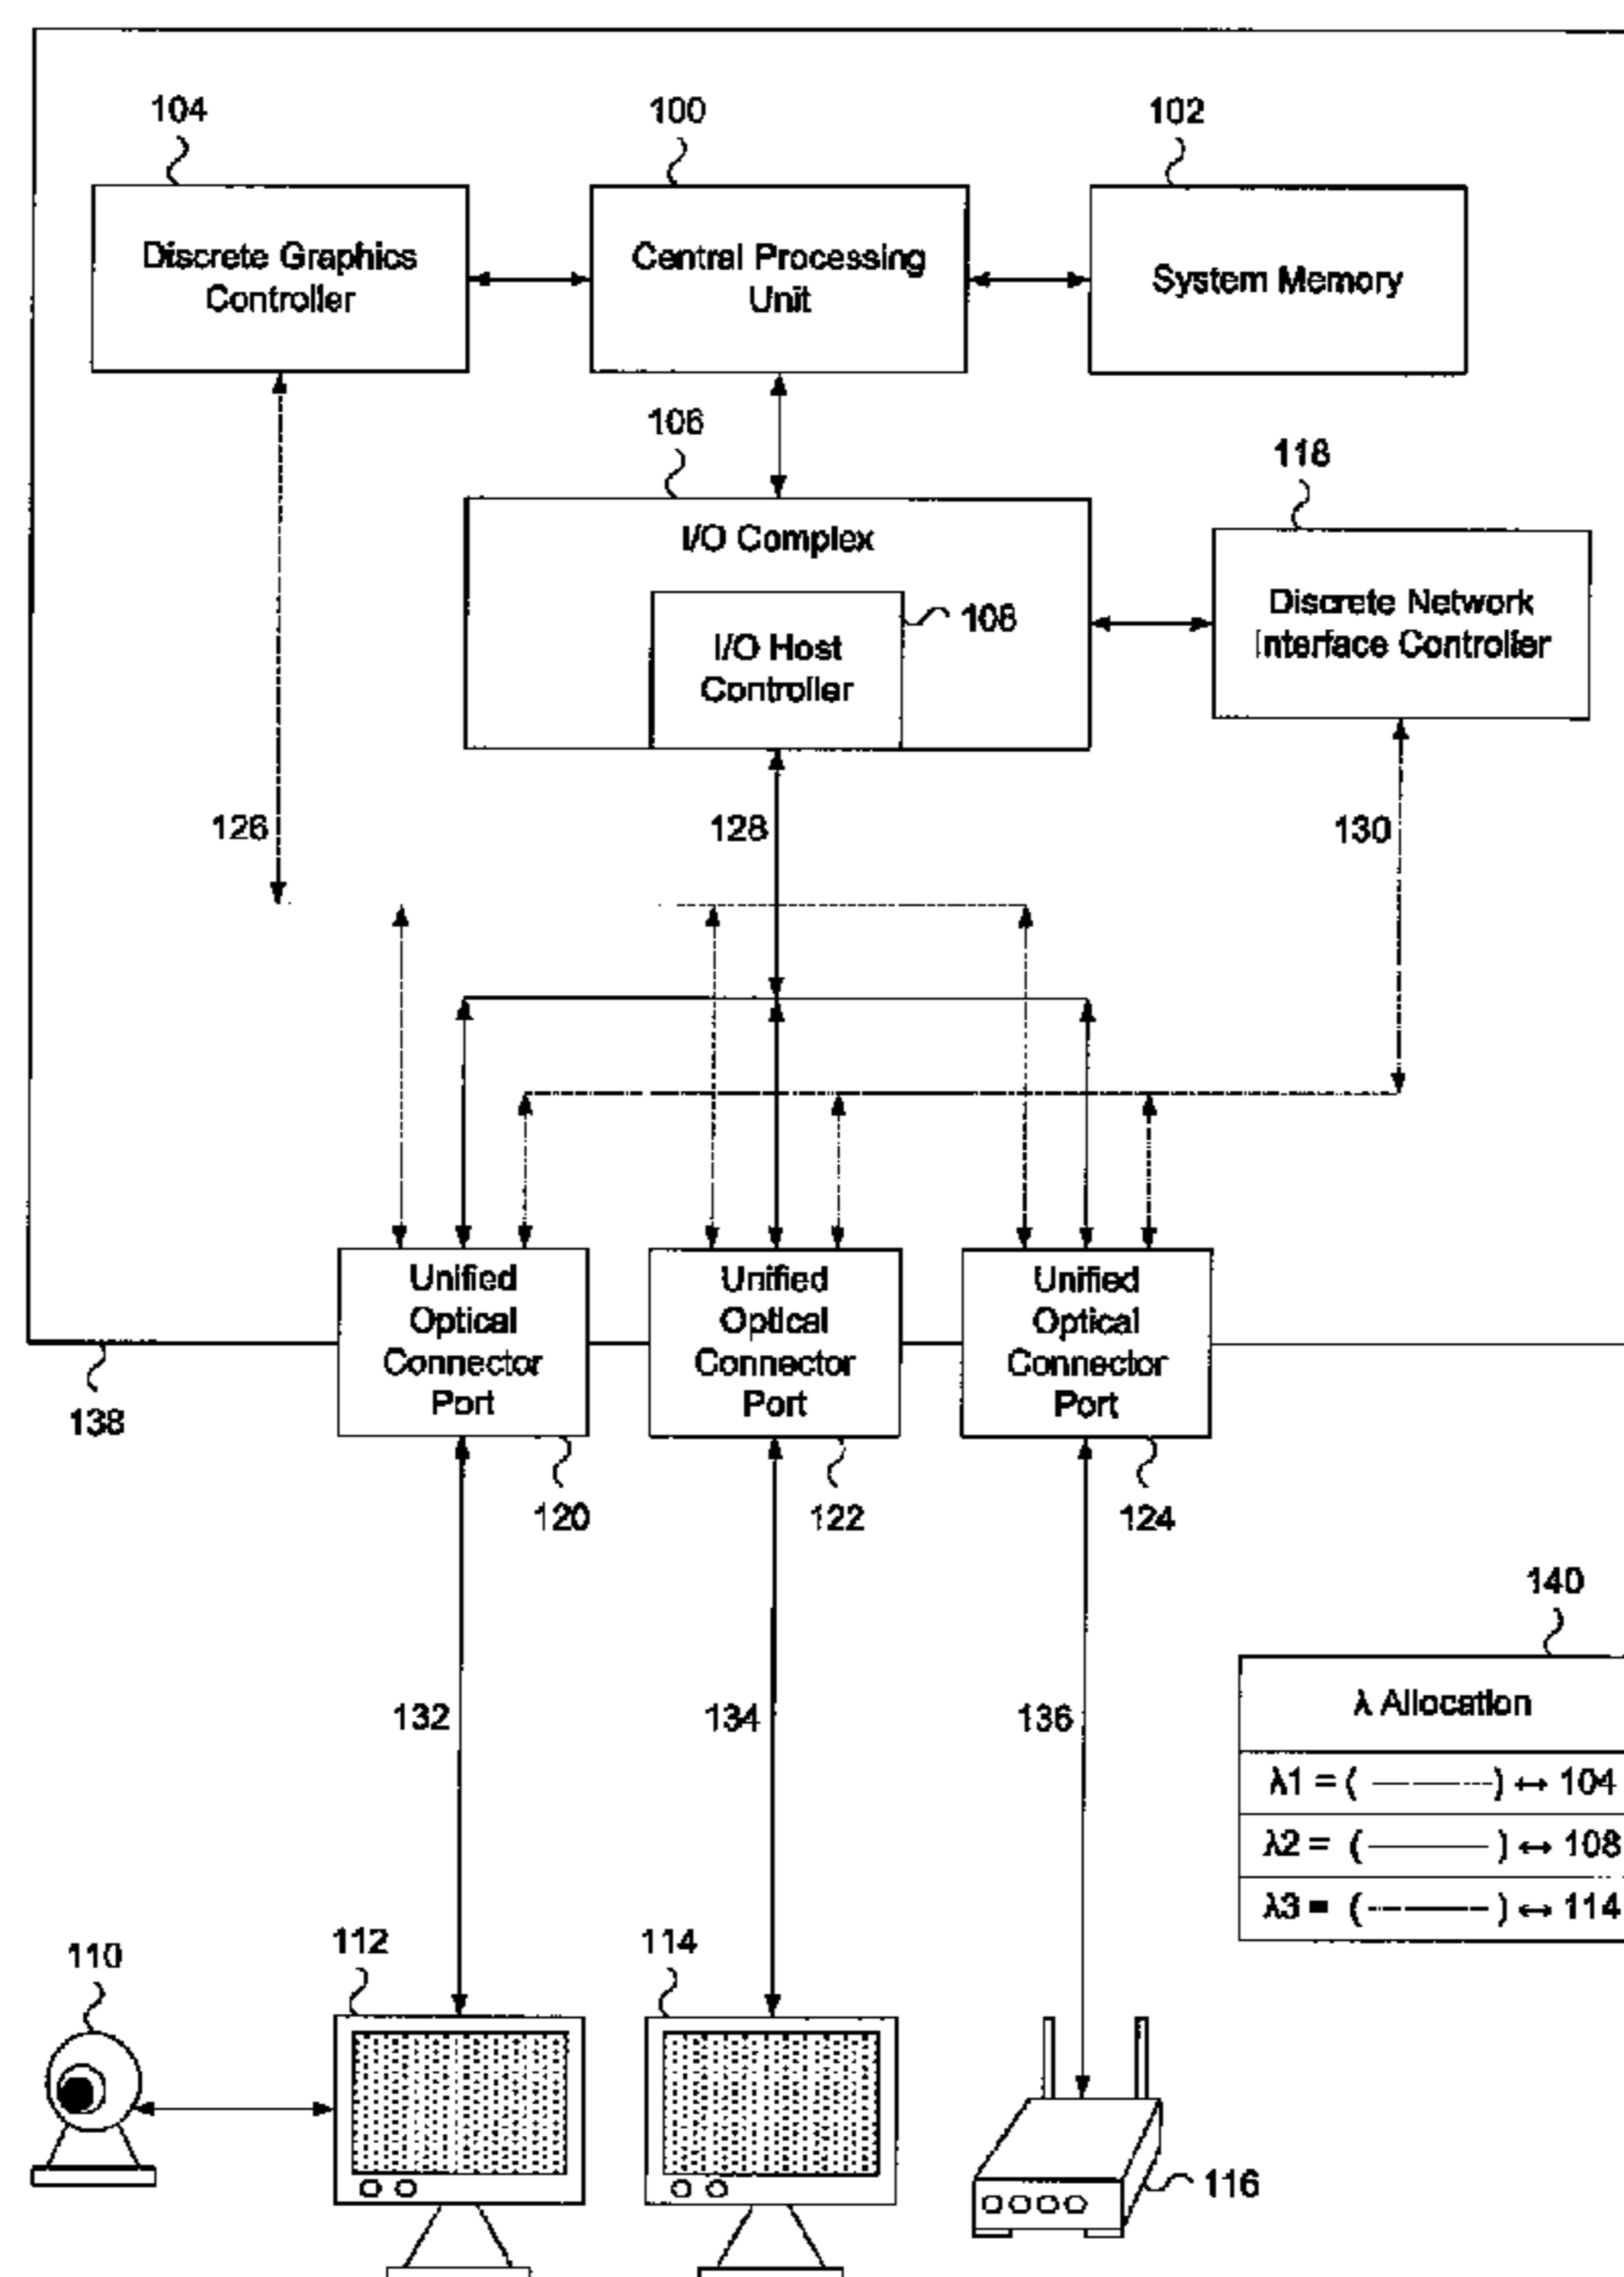 104
100
102
Discrete Graphics
Controller
Central Processing
Unit
System Memory
106
118
I/O Complex
108
I/O Host
Controller
Discrete Network
Interface Controller
126
128
130
Unified
Optical
Connector
Port
Unified
Optical
Connector
Port
Unified
Optical
Connector
Port
138
120
122
124
140
λ Allocation
132
134
136
λ1 = ( ) ↔ 104
λ2 = ( ) ↔ 108
λ3 = ( ) ↔ 114
110
112
114
116